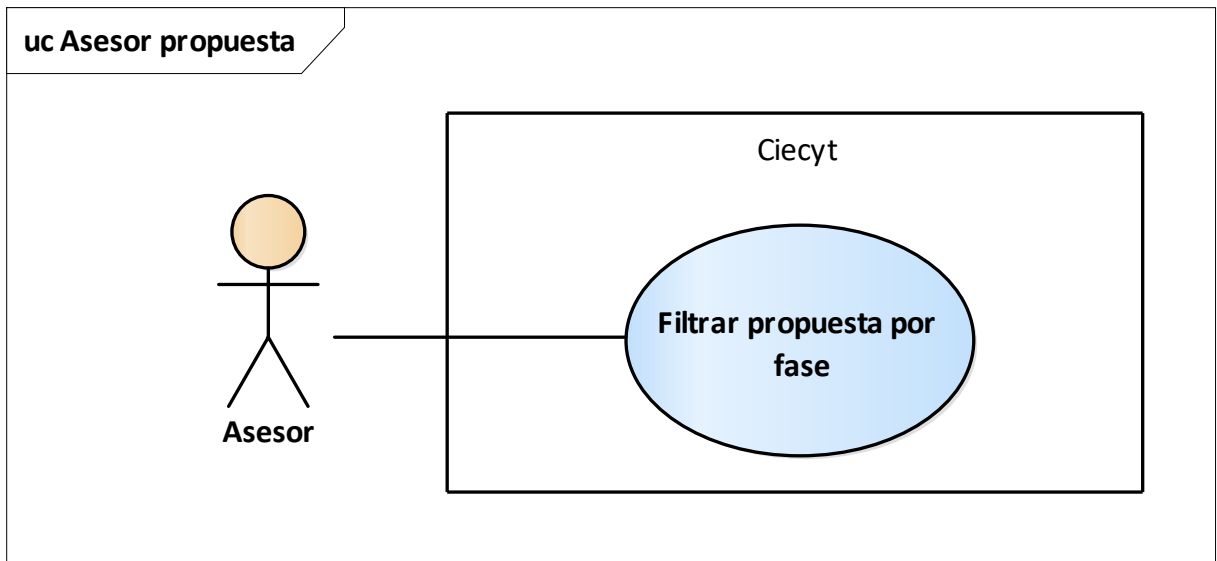 uc Asesor propuesta
Ciecyt
Filtrar propuesta por
fase
Asesor